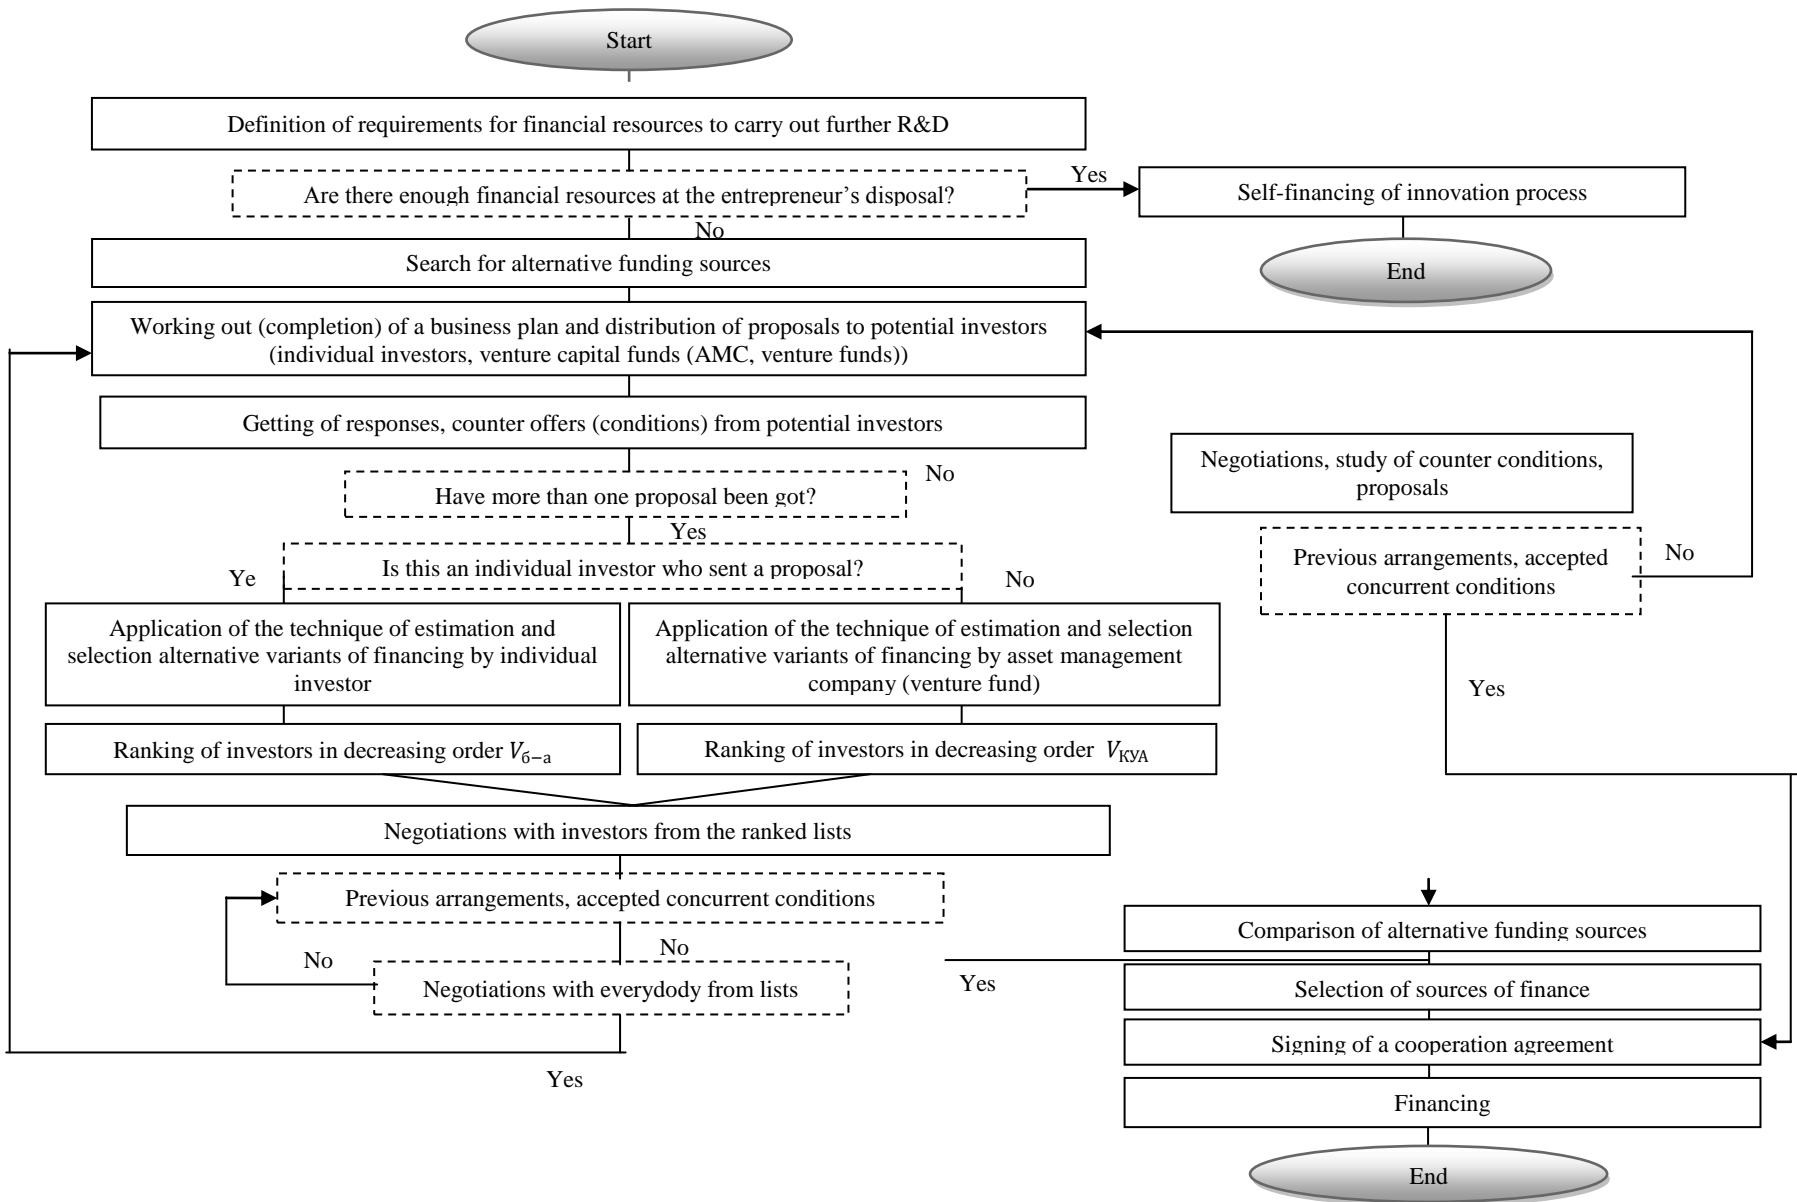 Start
Definition of requirements for financial resources to carry out further R&D
Are there enough financial resources at the entrepreneur's disposal?
Yes
Self-financing of innovation process
No
End
Search for alternative funding sources
Working out (completion) of a business plan and distribution of proposals to potential investors
(individual investors, venture capital funds (AMC, venture funds))
Getting of responses, counter offers (conditions) from potential investors
Have more than one proposal been got?
No
Yes
Negotiations, study of counter conditions,
proposals
Is this an individual investor who sent a proposal?
Ye
No
Previous arrangements, accepted
concurrent conditions
No
Yes
Application of the technique of estimation and
selection alternative variants of financing by individual
investor
Application of the technique of estimation and selection
alternative variants of financing by asset management
company (venture fund)
Ranking of investors in decreasing order V б−а
Ranking of investors in decreasing order V КУА
Negotiations with investors from the ranked lists
Previous arrangements, accepted concurrent conditions
No
No
Negotiations with everydody from lists
Yes
Yes
Comparison of alternative funding sources
Selection of sources of finance
Signing of a cooperation agreement
Financing
End